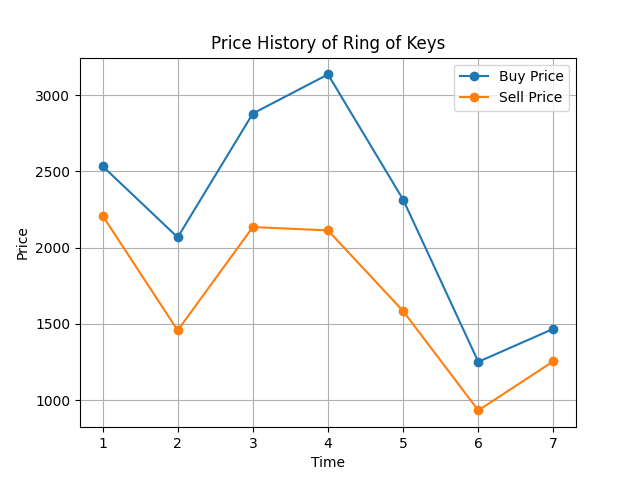 Price History of Ring of Keys
Buy Price
Sell Price
Price
3000
2500
2000
1500
1000
1 2 3 4 5 6 7
Time